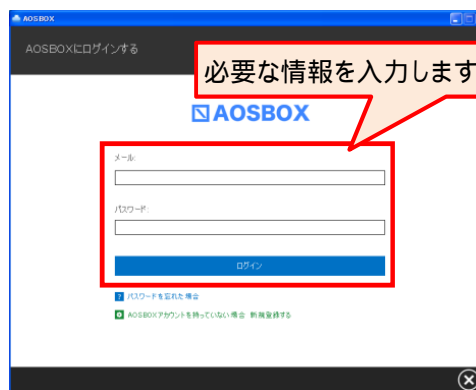 AOSBOX
AOSBOXにログインする
必要な情報を入力します
AOSBOX
メール:
パスワード:
ログイン
? パスワードを忘れた場合
AOSBOXアカウントを持っていない場合 新規登録する